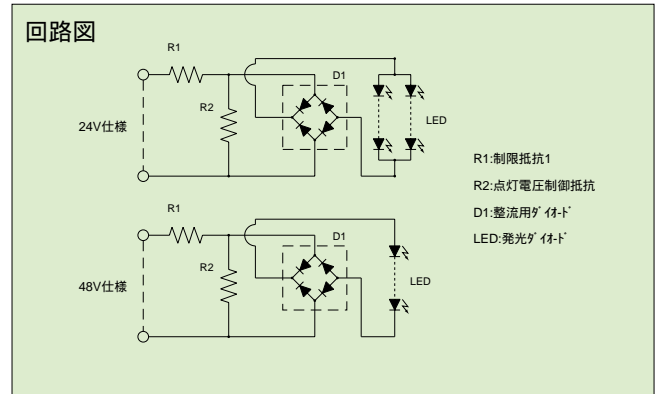 回路図
R1
D1
R2
24V仕様
LED
R1:制限抵抗1
R2:点灯電圧制御抵抗
D1:整流用ダイオード
LED:発光ダイオード
R1
D1
R2
48V仕様
LED